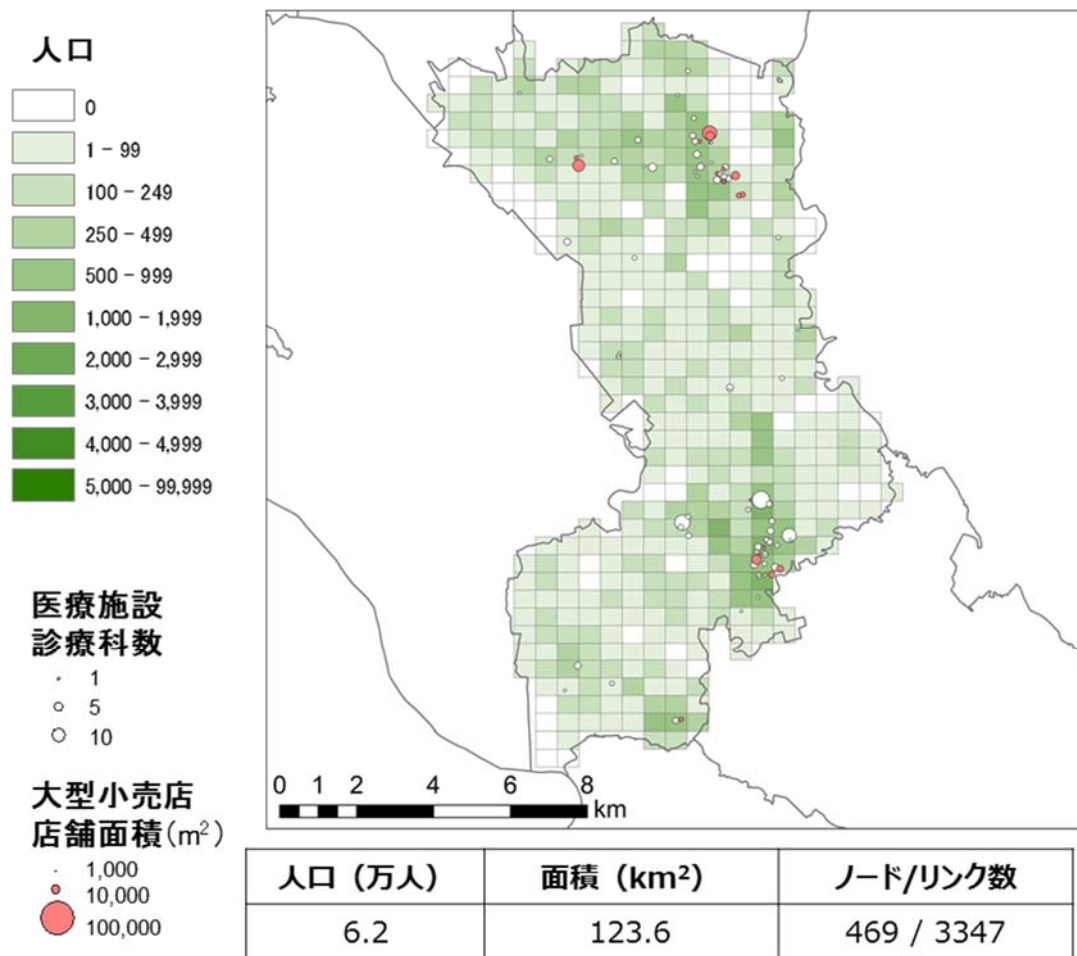 人口
0
1 − 99
100 − 249
250 − 499
500 − 999
1,000 − 1,999
2,000 − 2,999
3,000 − 3,999
4,000 − 4,999
5,000 − 99,999
医療施設
診療科数
1
5
10
大型小売店
店舗面積(m²)
1,000
10,000
100,000
0 1 2 4 6 8
km
人口（万人） 面積（km²） ノード/リンク数
6.2 123.6 469 / 3347